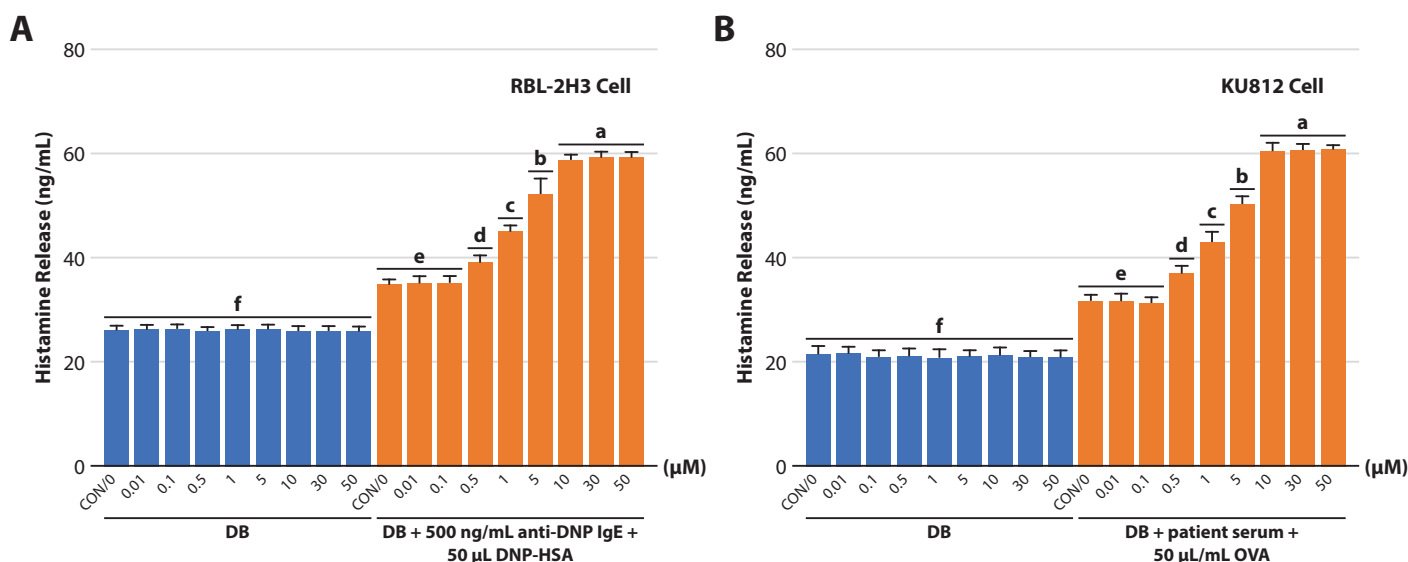 A
B
80
60
40
20
0
Histamine Release (ng/mL)
RBL-2H3 Cell
f
e
d
c
b
a
CON/0 0.01 0.1 0.5 1 5 10 30 50 CON/0 0.01 0.1 0.5 1 5 10 30 50 (μM)
DB
DB + 500 ng/mL anti-DNP IgE +
50 μL DNP-HSA
80
60
40
20
0
Histamine Release (ng/mL)
KU812 Cell
f
e
d
c
b
a
CON/0 0.01 0.1 0.5 1 5 10 30 50 CON/0 0.01 0.1 0.5 1 5 10 30 50 (μM)
DB
DB + patient serum +
50 μL/mL OVA